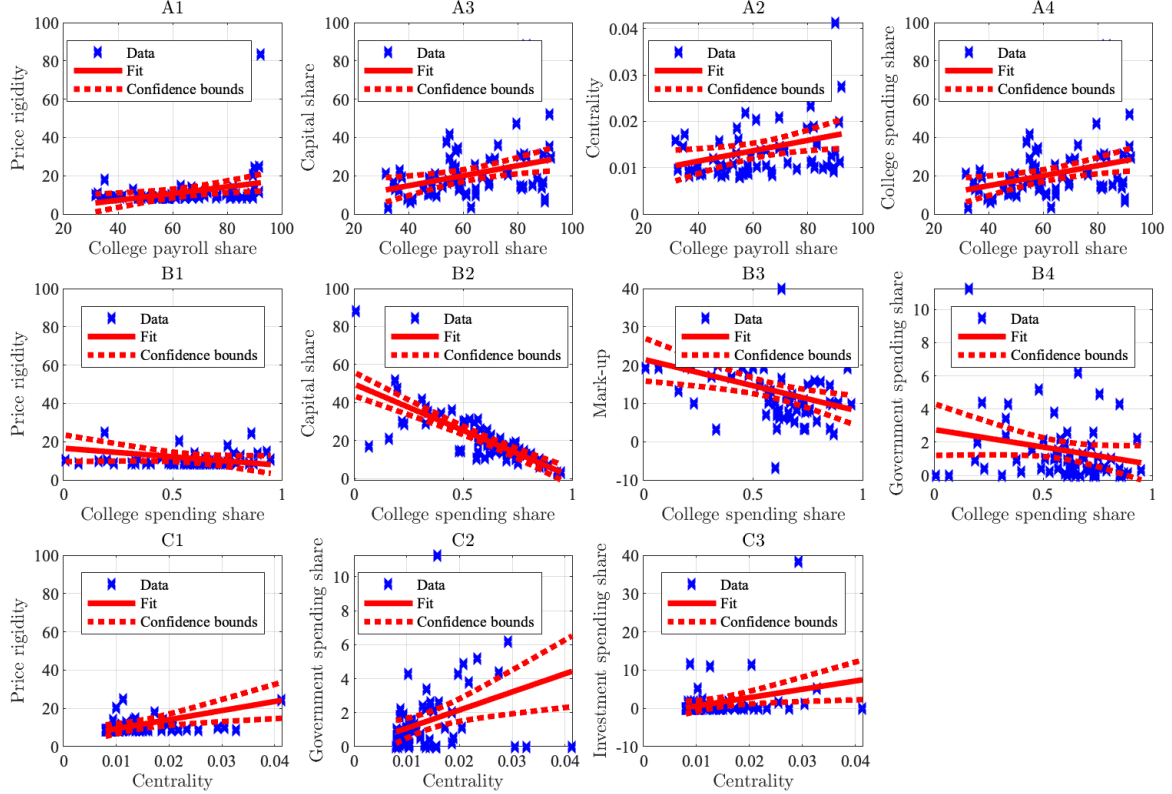 A1
A3
A2
A4
Price rigidity
100
80
60
40
20
0
Data
Fit
Confidence bounds
20
40
60
80
100
College payroll share
Capital share
100
80
60
40
20
0
Data
Fit
Confidence bounds
20
40
60
80
100
College payroll share
Centrality
0.04
0.03
0.02
0.01
0
Data
Fit
Confidence bounds
20
40
60
80
100
College payroll share
College spending share
100
80
60
40
20
0
Data
Fit
Confidence bounds
20
40
60
80
100
College payroll share
B1
B2
B3
B4
Price rigidity
100
80
60
40
20
0
Data
Fit
Confidence bounds
0
0.5
1
College spending share
Capital share
100
80
60
40
20
0
Data
Fit
Confidence bounds
0
0.5
1
College spending share
Mark-up
40
30
20
10
0
-10
Data
Fit
Confidence bounds
0
0.5
1
College spending share
Government spending share
10
8
6
4
2
0
Data
Fit
Confidence bounds
0
0.5
1
College spending share
C1
C2
C3
Price rigidity
100
80
60
40
20
0
Data
Fit
Confidence bounds
0
0.01
0.02
0.03
0.04
Centrality
Government spending share
10
8
6
4
2
0
Data
Fit
Confidence bounds
0
0.01
0.02
0.03
0.04
Centrality
Investment spending share
40
30
20
10
0
-10
Data
Fit
Confidence bounds
0
0.01
0.02
0.03
0.04
Centrality